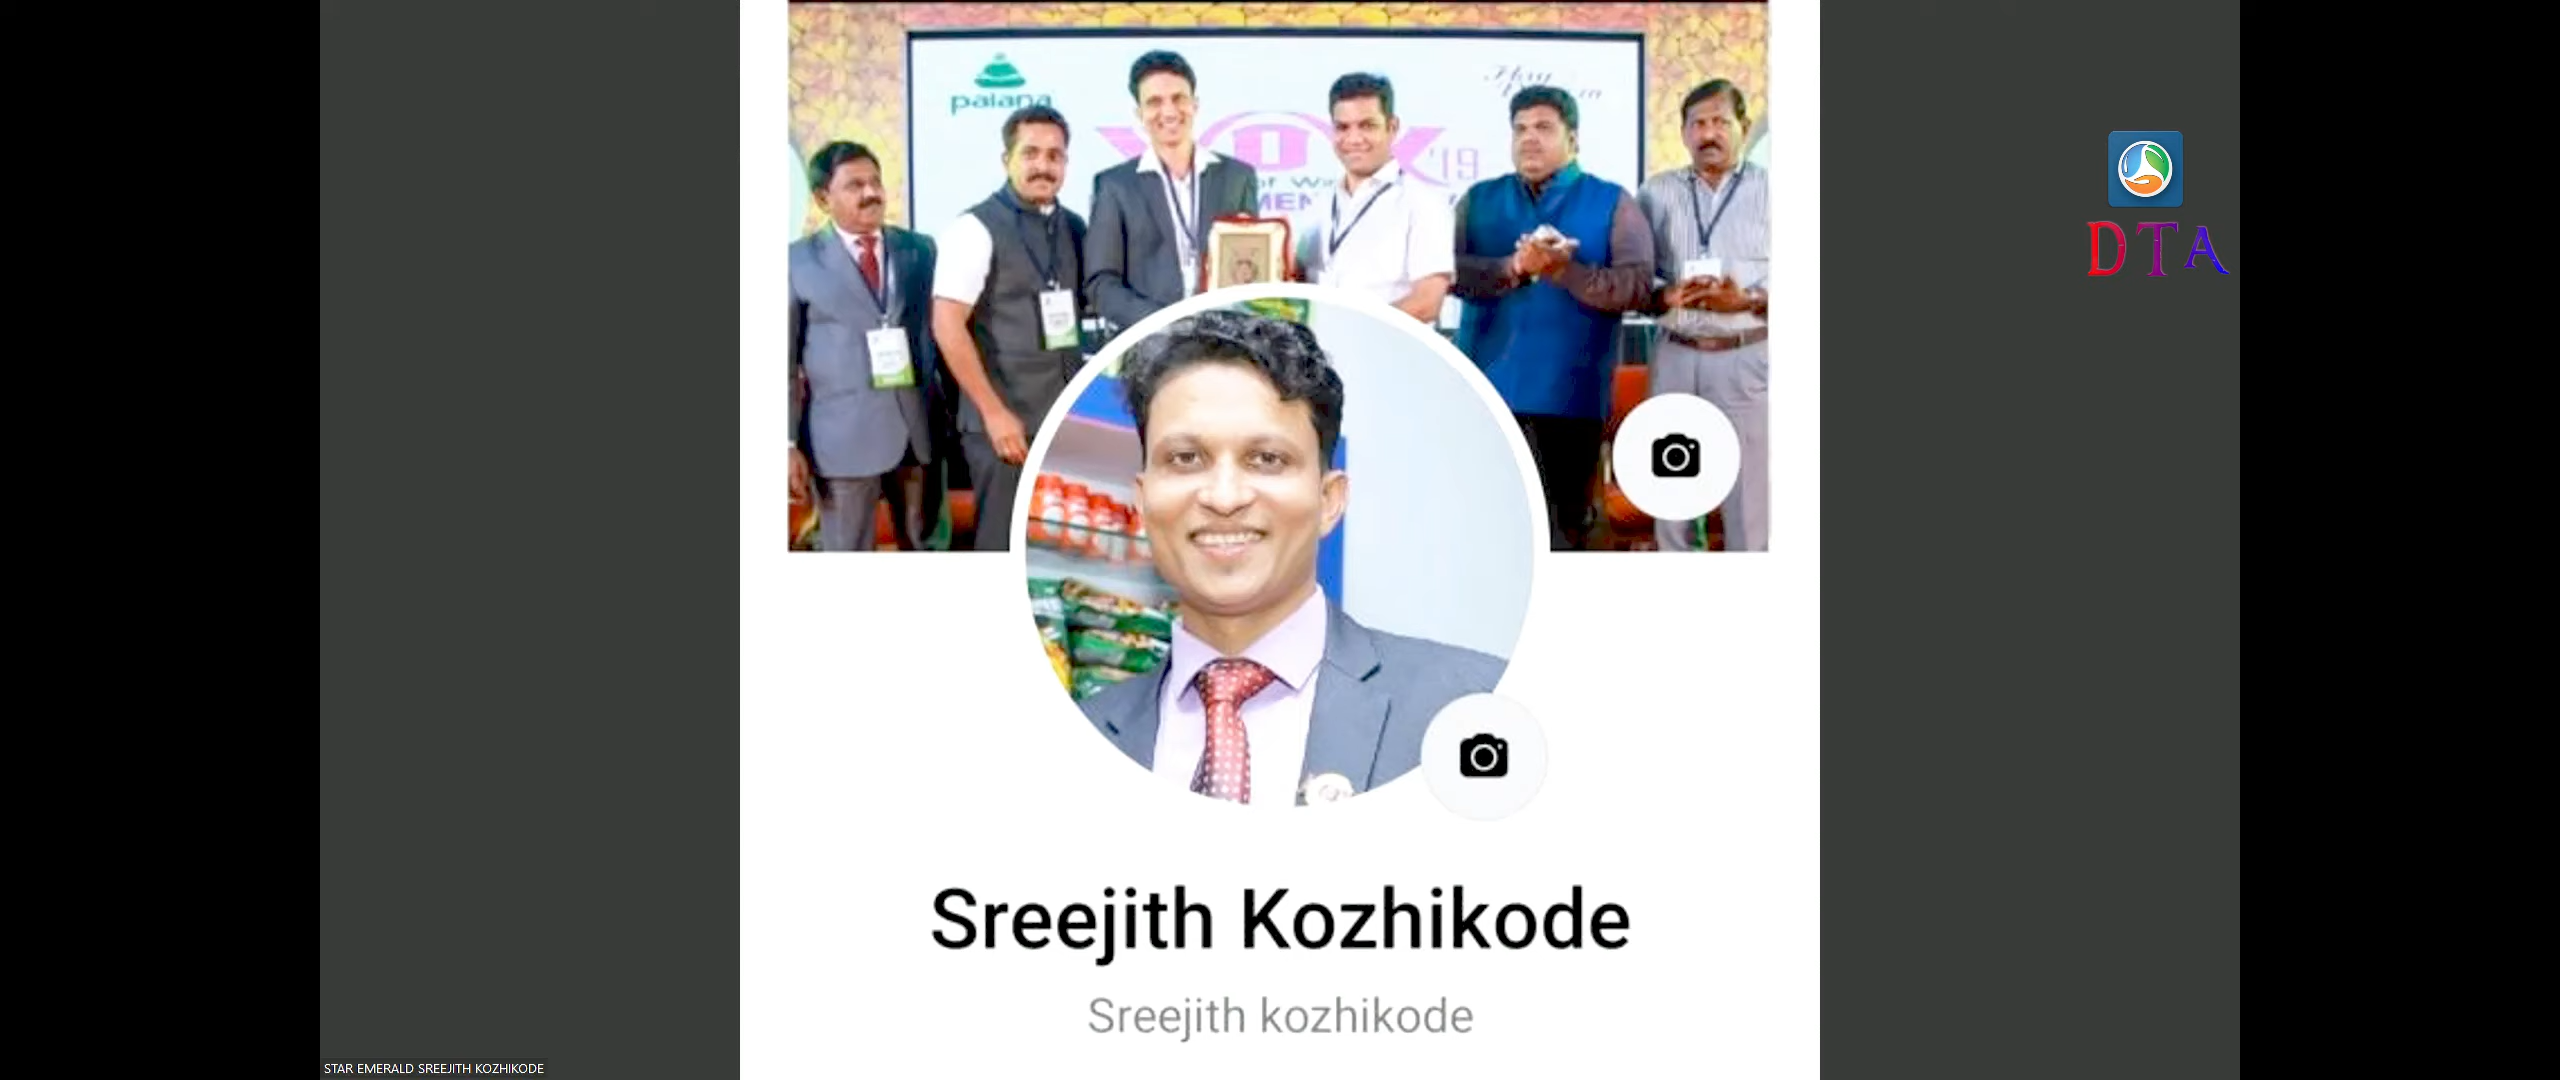 palana
'19
DTA
Sreejith Kozhikode
Sreejith kozhikode
STAR EMERALD SREEJITH KOZHIKODE